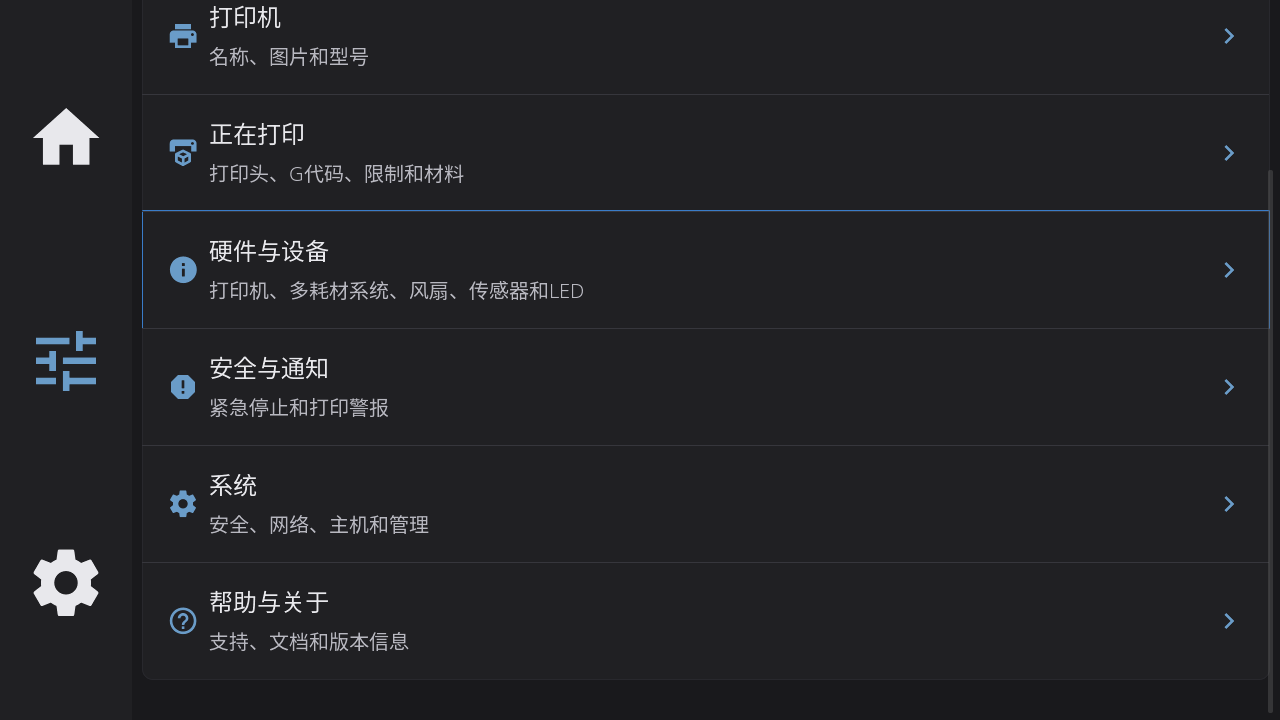 打印机
名称、图片和型号
正在打印
打印头、G代码、限制和材料
硬件与设备
打印机、多耗材系统、风扇、传感器和LED
安全与通知
紧急停止和打印警报
系统
安全、网络、主机和管理
帮助与关于
支持、文档和版本信息